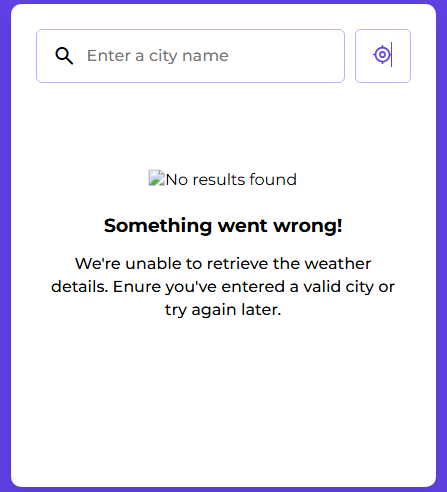 Enter a city name
No results found
Something went wrong!
We're unable to retrieve the weather
details. Enure you've entered a valid city or
try again later.